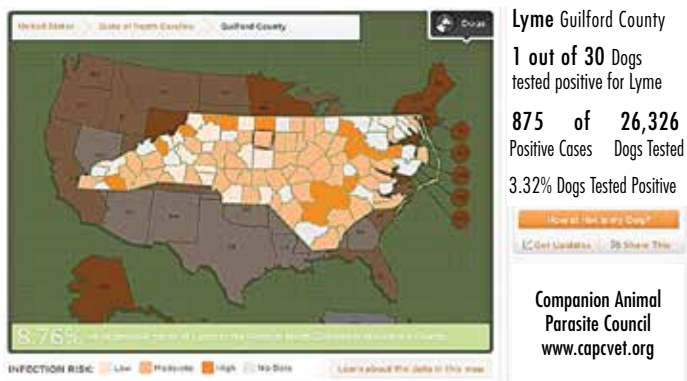 United States State of North Carolina Guilford County
Dogs
8.76%
INFECTION RISK: Low Moderate High No Data
Learn about the data in this map
Lyme Guilford County
1 out of 30 Dogs
tested positive for Lyme
875 of 26,326
Positive Cases Dogs Tested
3.32% Dogs Tested Positive
How at risk is my Dog?
Get Updates Share This
Companion Animal
Parasite Council
www.capcvet.org